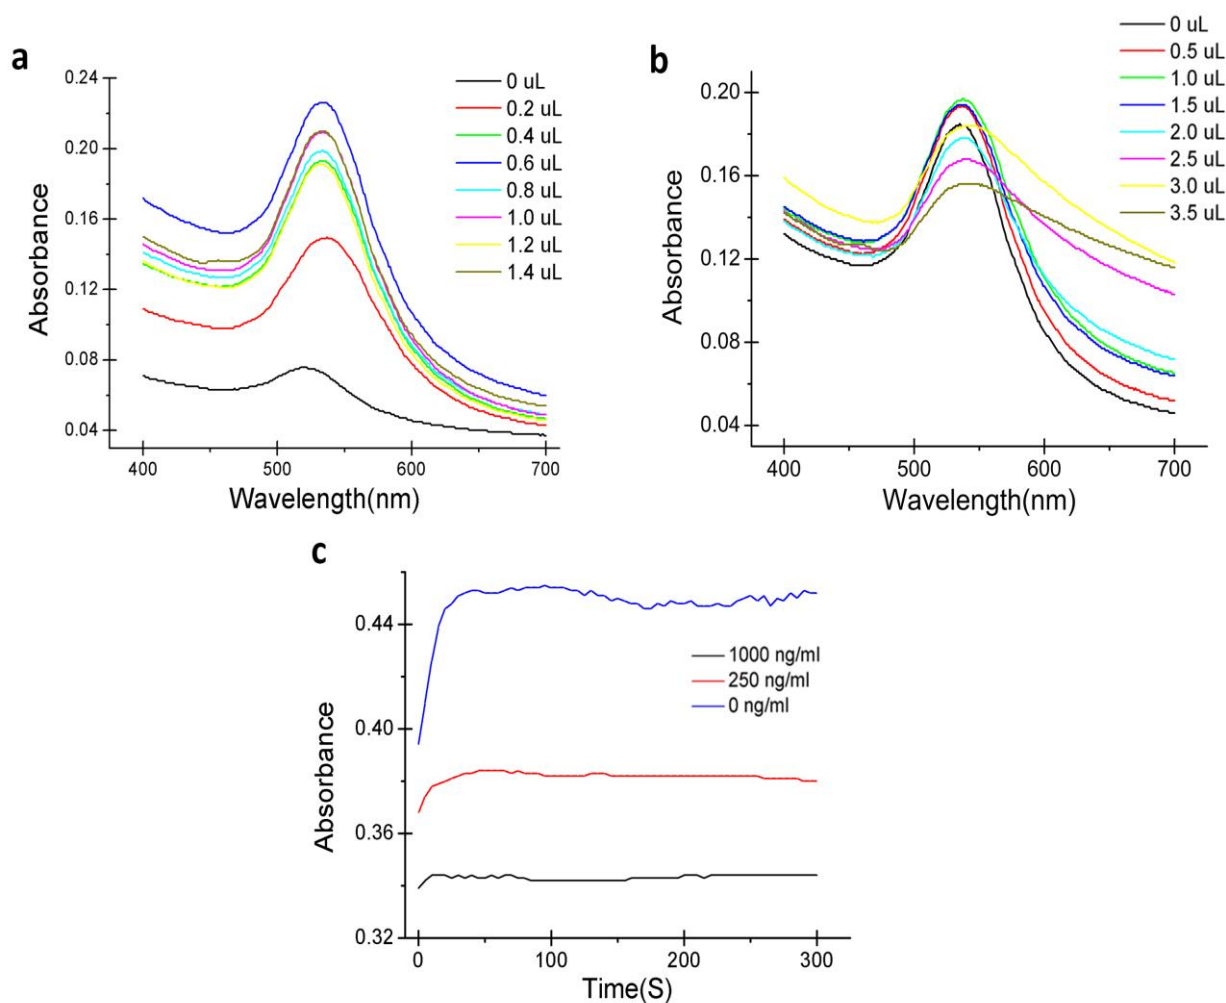 a
0.24
0.20
0.16
0.12
0.08
0.04
Absorbance
400
500
600
700
Wavelength(nm)
0 uL
0.2 uL
0.4 uL
0.6 uL
0.8 uL
1.0 uL
1.2 uL
1.4 uL
b
0.20
0.16
0.12
0.08
0.04
Absorbance
400
500
600
700
Wavelength(nm)
0 uL
0.5 uL
1.0 uL
1.5 uL
2.0 uL
2.5 uL
3.0 uL
3.5 uL
c
0.44
0.40
0.36
0.32
Absorbance
0
100
200
300
Time(S)
1000 ng/ml
250 ng/ml
0 ng/ml